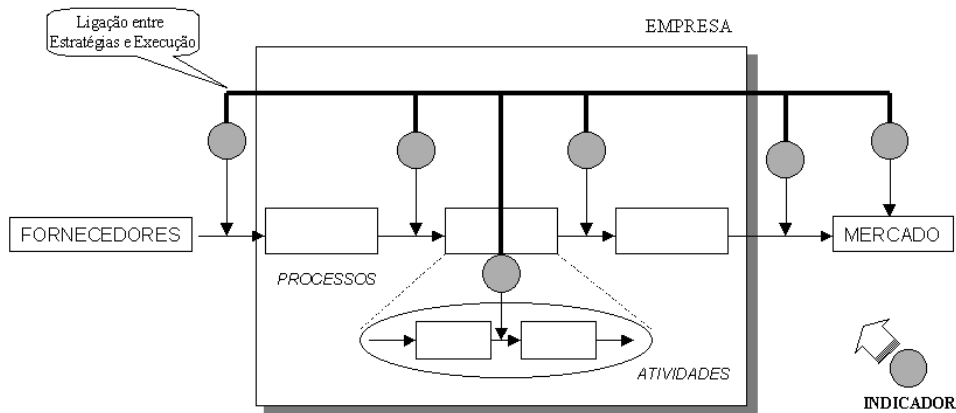 Ligação entre
Estratégias e Execução
EMPRESA
FORNECEDORES
MERCADO
PROCESSOS
ATIVIDADES
INDICADOR